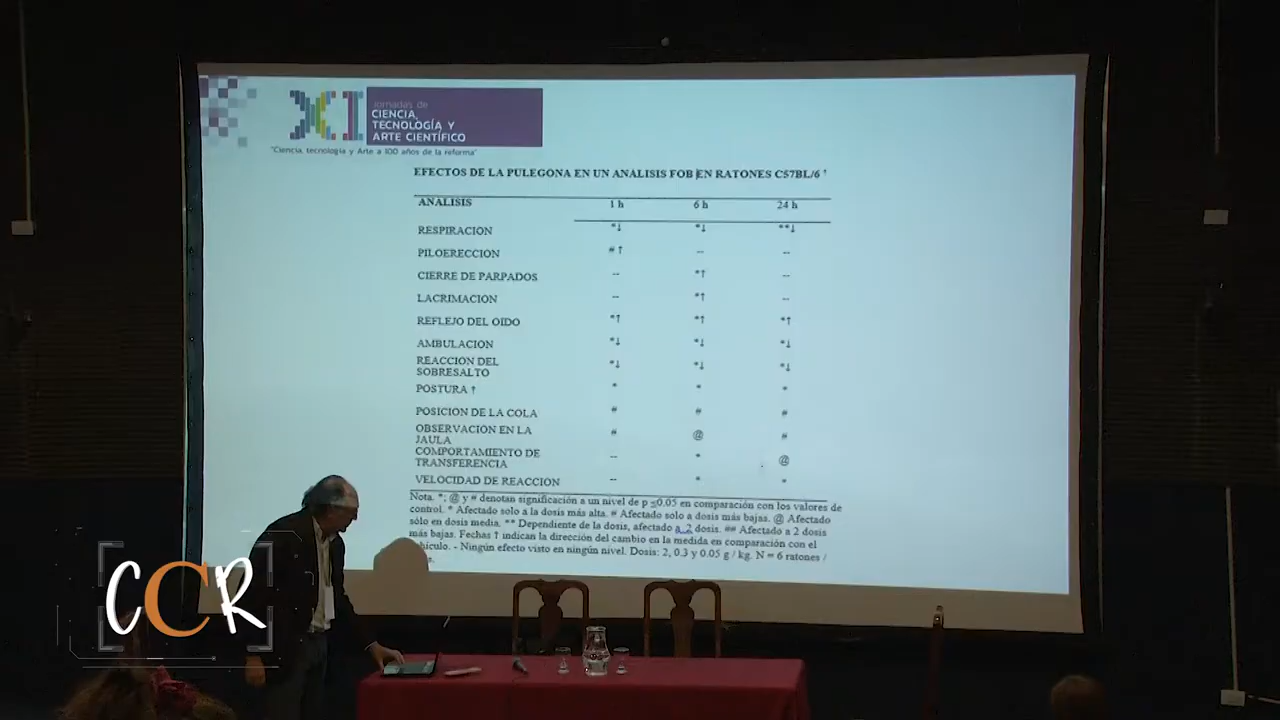 XI
Jornadas de
CIENCIA,
TECNOLOGÍA Y
ARTE CIENTÍFICO
"Ciencia, tecnología y Arte a 100 años de la reforma"
EFECTOS DE LA PULEGONA EN UN ANALISIS FOB EN RATONES C57BL/6 ↑
ANALISIS 1 h 6 h 24 h
RESPIRACION *↓ *↓ **↓
PILOERECCION #↑ -- --
CIERRE DE PARPADOS -- *↑ --
LACRIMACION -- *↑ --
REFLEJO DEL OIDO *↑ *↑ *↑
AMBULACION *↓ *↓ *↓
REACCION DEL
SOBRESALTO *↓ *↓ *↓
POSTURA † * * *
POSICION DE LA COLA # # #
OBSERVACION EN LA
JAULA # @ #
COMPORTAMIENTO DE
TRANSFERENCIA -- * @
VELOCIDAD DE REACCION -- * *
Nota. *; @ y # denotan significación a un nivel de p ≤0.05 en comparación con los valores de
control. * Afectado solo a la dosis más alta. # Afectado solo a dosis más bajas. @ Afectado
sólo en dosis media. ** Dependiente de la dosis, afectado a 2 dosis. ## Afectado a 2 dosis
más bajas. Fechas ↑ indican la dirección del cambio en la medida en comparación con el
- Ningún efecto visto en ningún nivel. Dosis: 2, 0.3 y 0.05 g / kg. N = 6 ratones /
CCR